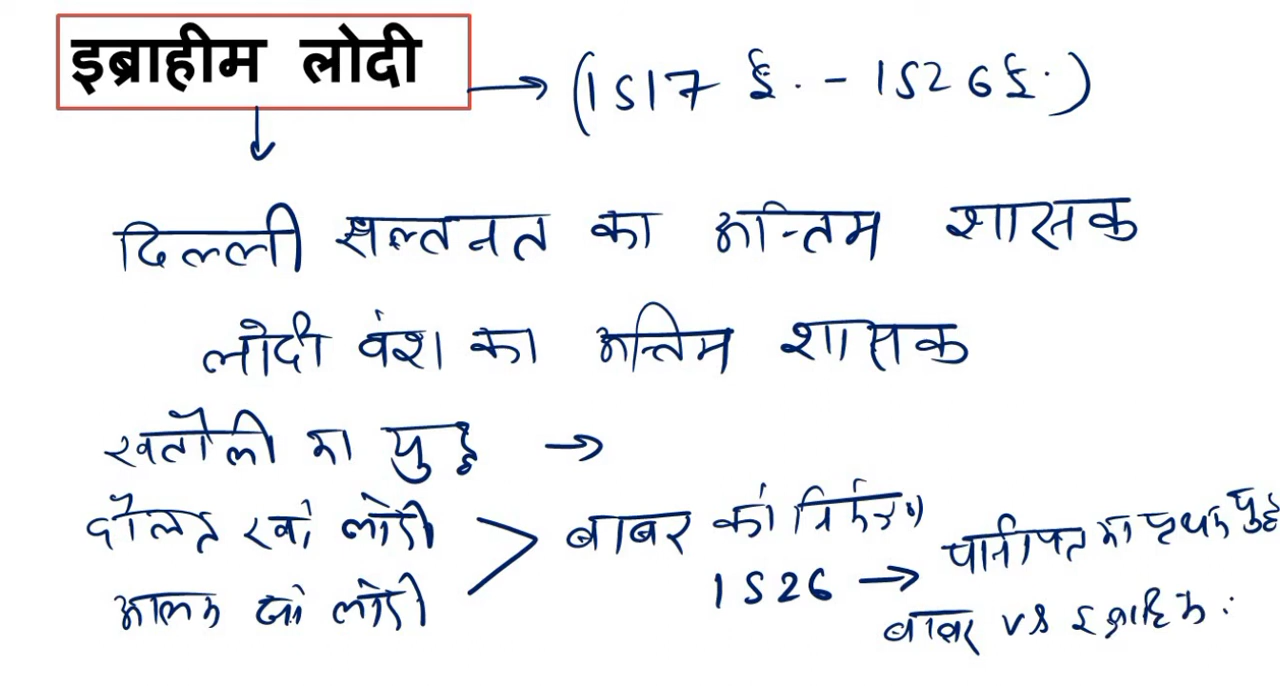 इब्राहीम लोदी → (1517 ई. - 1526 ई.)
दिल्ली सल्तनत का अन्तिम शासक
लोदी वंश का अन्तिम शासक
खतौली का युद्ध →
दौलत खाँ लोदी
आलम खाँ लोदी
बाबर को निमंत्रण
1526 → पानीपत का प्रथम युद्ध
बाबर vs इब्राहिम